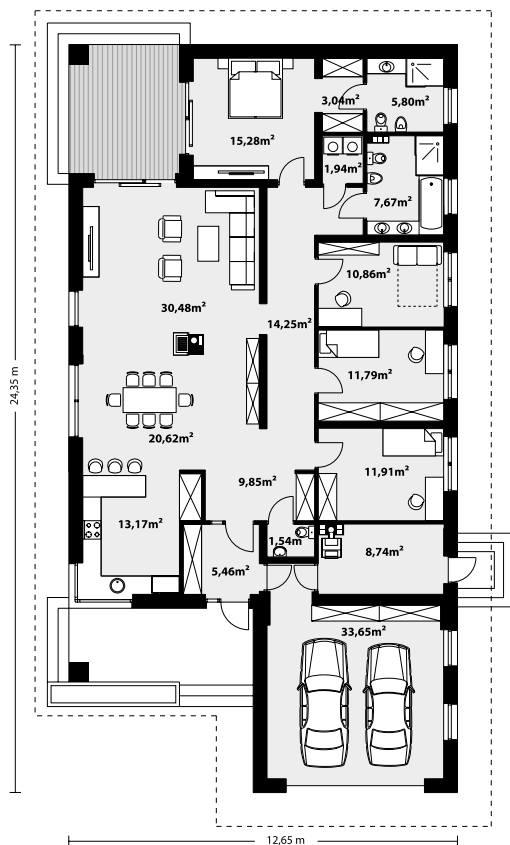 3,04m²
5,80m²
15,28m²
1,94m²
7,67m²
10,86m²
30,48m²
14,25m²
11,79m²
24,35 m
20,62m²
11,91m²
9,85m²
13,17m²
1,54m
8,74m²
5,46m²
33,65m²
12,65 m